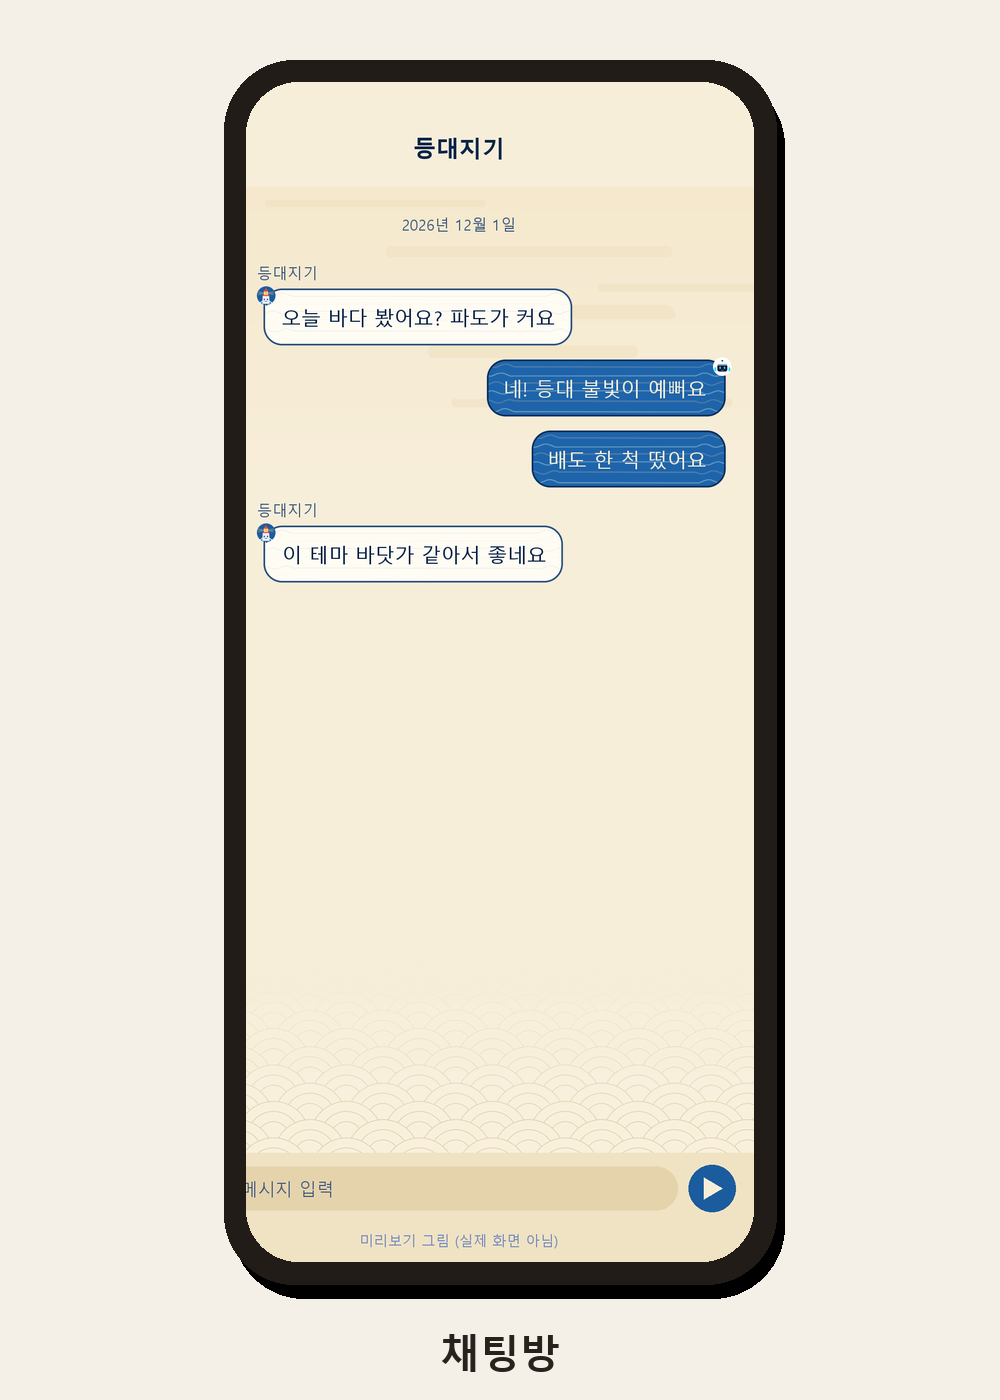 등대지기
2026년 12월 1일
등대지기
오늘 바다 봤어요? 파도가 커요
네! 등대 불빛이 예뻐요
배도 한 척 떴어요
등대지기
이 테마 바닷가 같아서 좋네요
메시지 입력
미리보기 그림 (실제 화면 아님)
채팅방